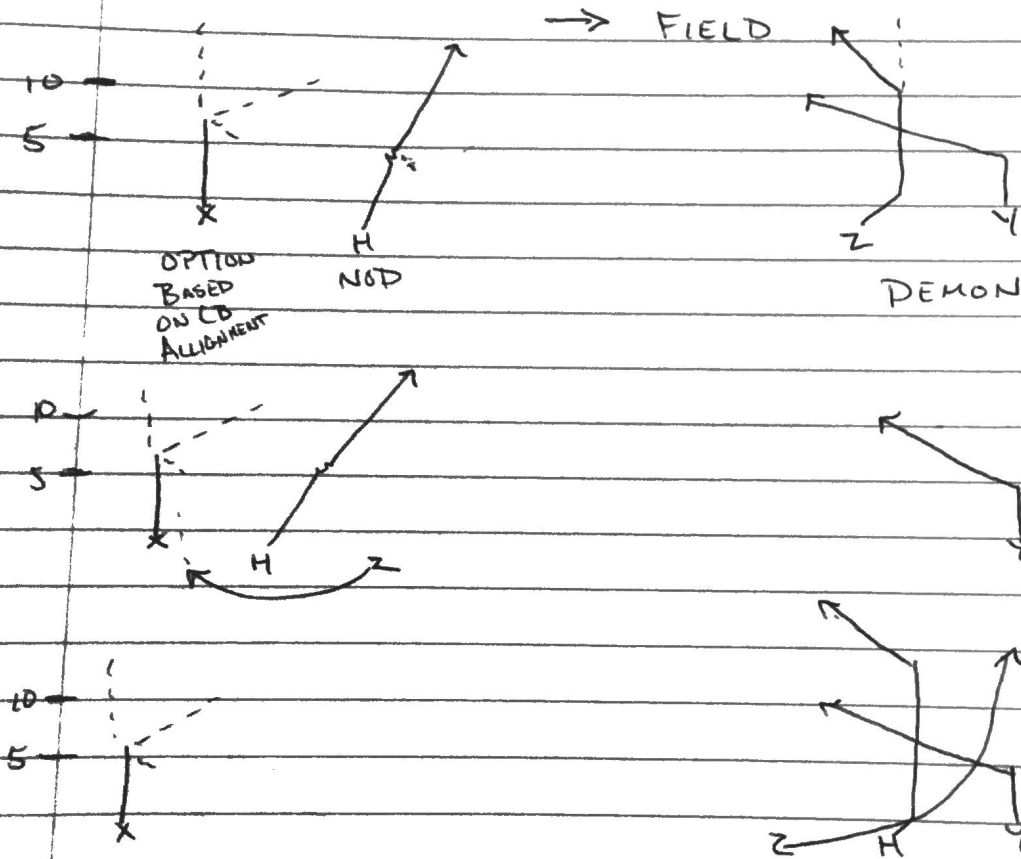 → FIELD
10
5
X
H
Z
Y
OPTION
BASED
ON CB
ALLIGNMENT
NOD
DEMON
10
5
X
H
Z
Y
10
5
X
Z
H
Y